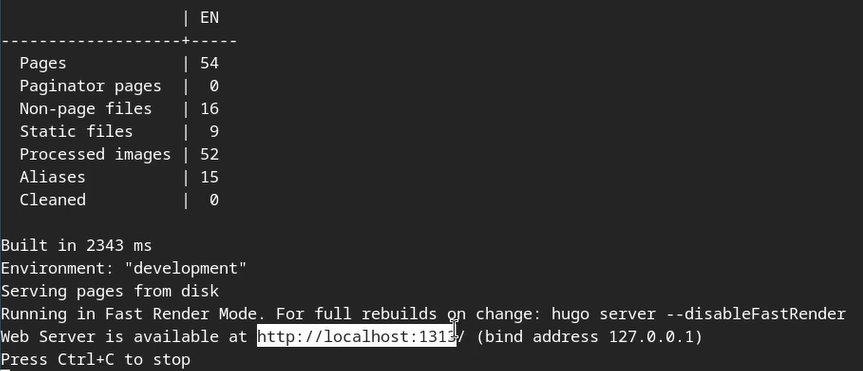 | EN
-------------------+-----
  Pages            | 54
  Paginator pages  |  0
  Non-page files   | 16
  Static files     |  9
  Processed images | 52
  Aliases          | 15
  Cleaned          |  0

Built in 2343 ms
Environment: "development"
Serving pages from disk
Running in Fast Render Mode. For full rebuilds on change: hugo server --disableFastRender
Web Server is available at http://localhost:1313/ (bind address 127.0.0.1)
Press Ctrl+C to stop